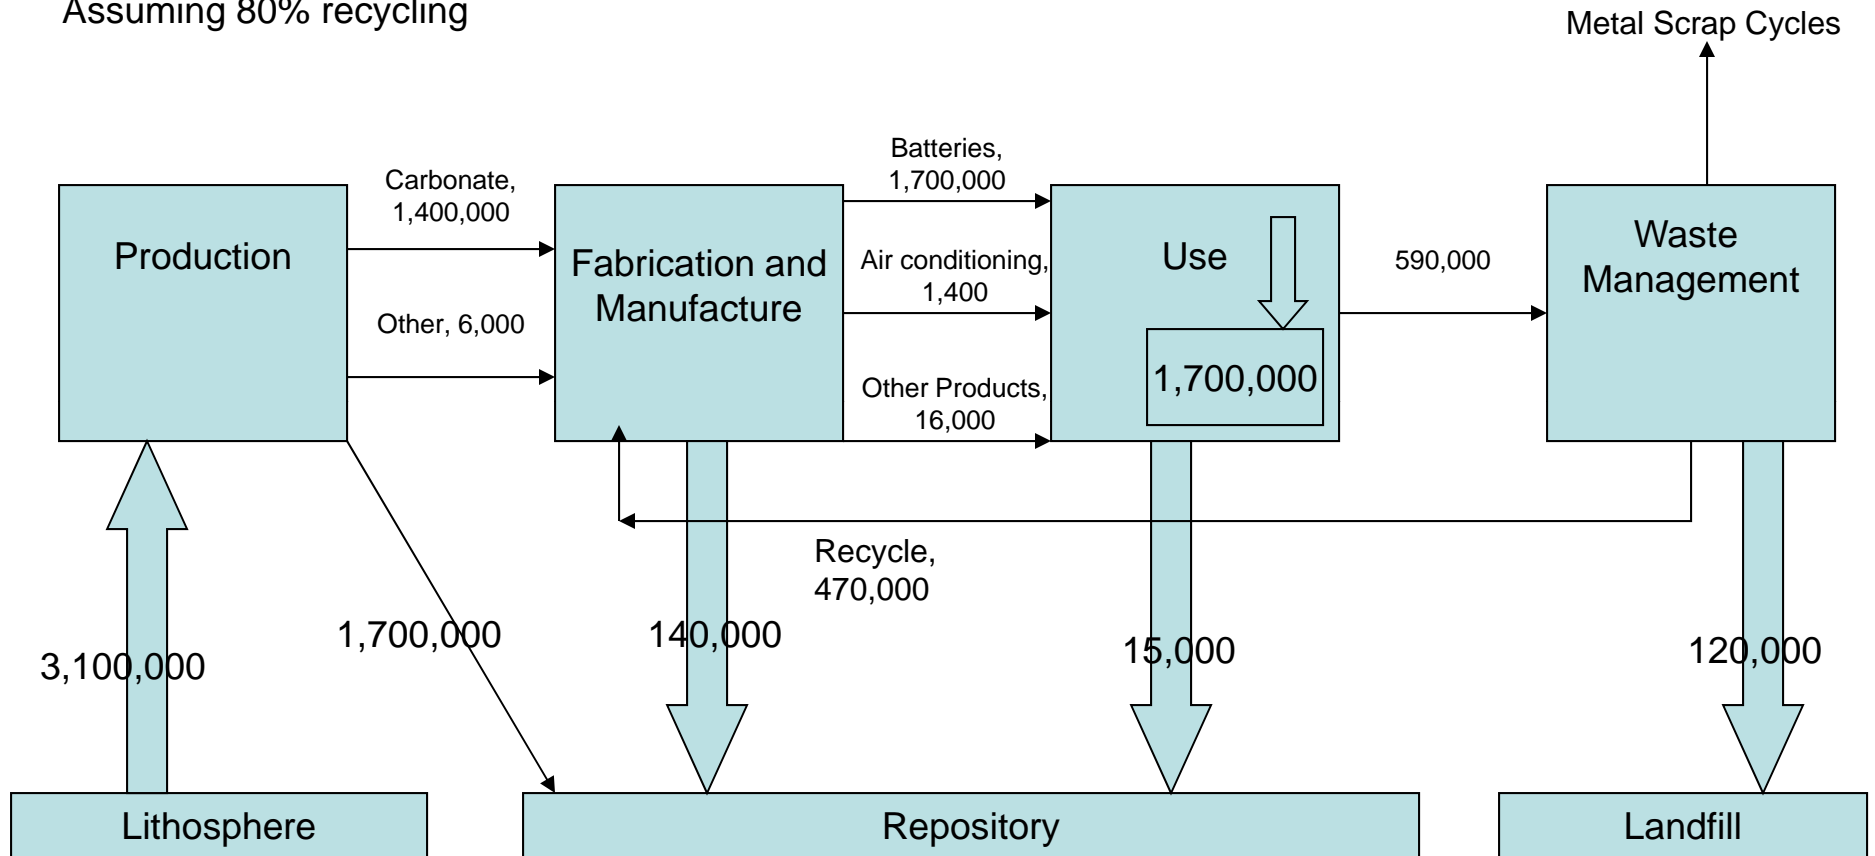 Assuming 80% recycling
Metal Scrap Cycles
Production
Carbonate,
1,400,000
Other, 6,000
Fabrication and
Manufacture
Batteries,
1,700,000
Air conditioning,
1,400
Other Products,
16,000
Use
1,700,000
590,000
Waste
Management
Recycle,
470,000
3,100,000
1,700,000
140,000
15,000
120,000
Lithosphere
Repository
Landfill